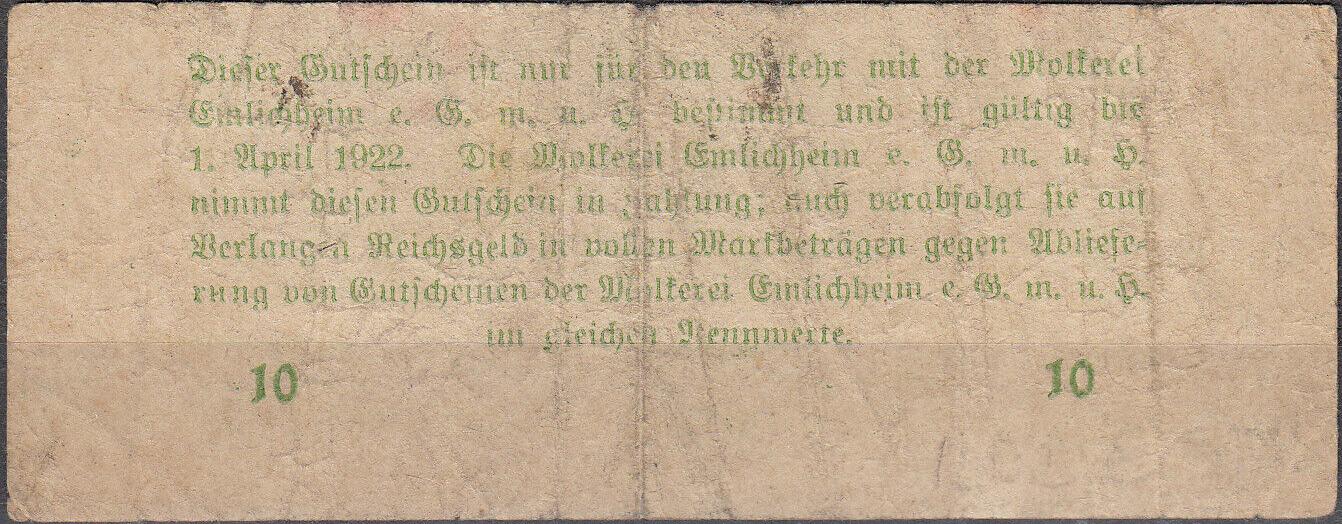 Dieser Gutschein ist nur für den Verkehr mit der Molkerei
Emlichheim e. G. m. u. H. bestimmt und ist gültig bis
1. April 1922. Die Molkerei Emlichheim e. G. m. u. H.
nimmt diesen Gutschein in Zahlung; auch verabfolgt sie auf
Verlangen Reichsgeld in vollen Markbeträgen gegen Abliefe-
rung von Gutscheinen der Molkerei Emlichheim e. G. m. u. H.
im gleichen Nennwerte.
10 10